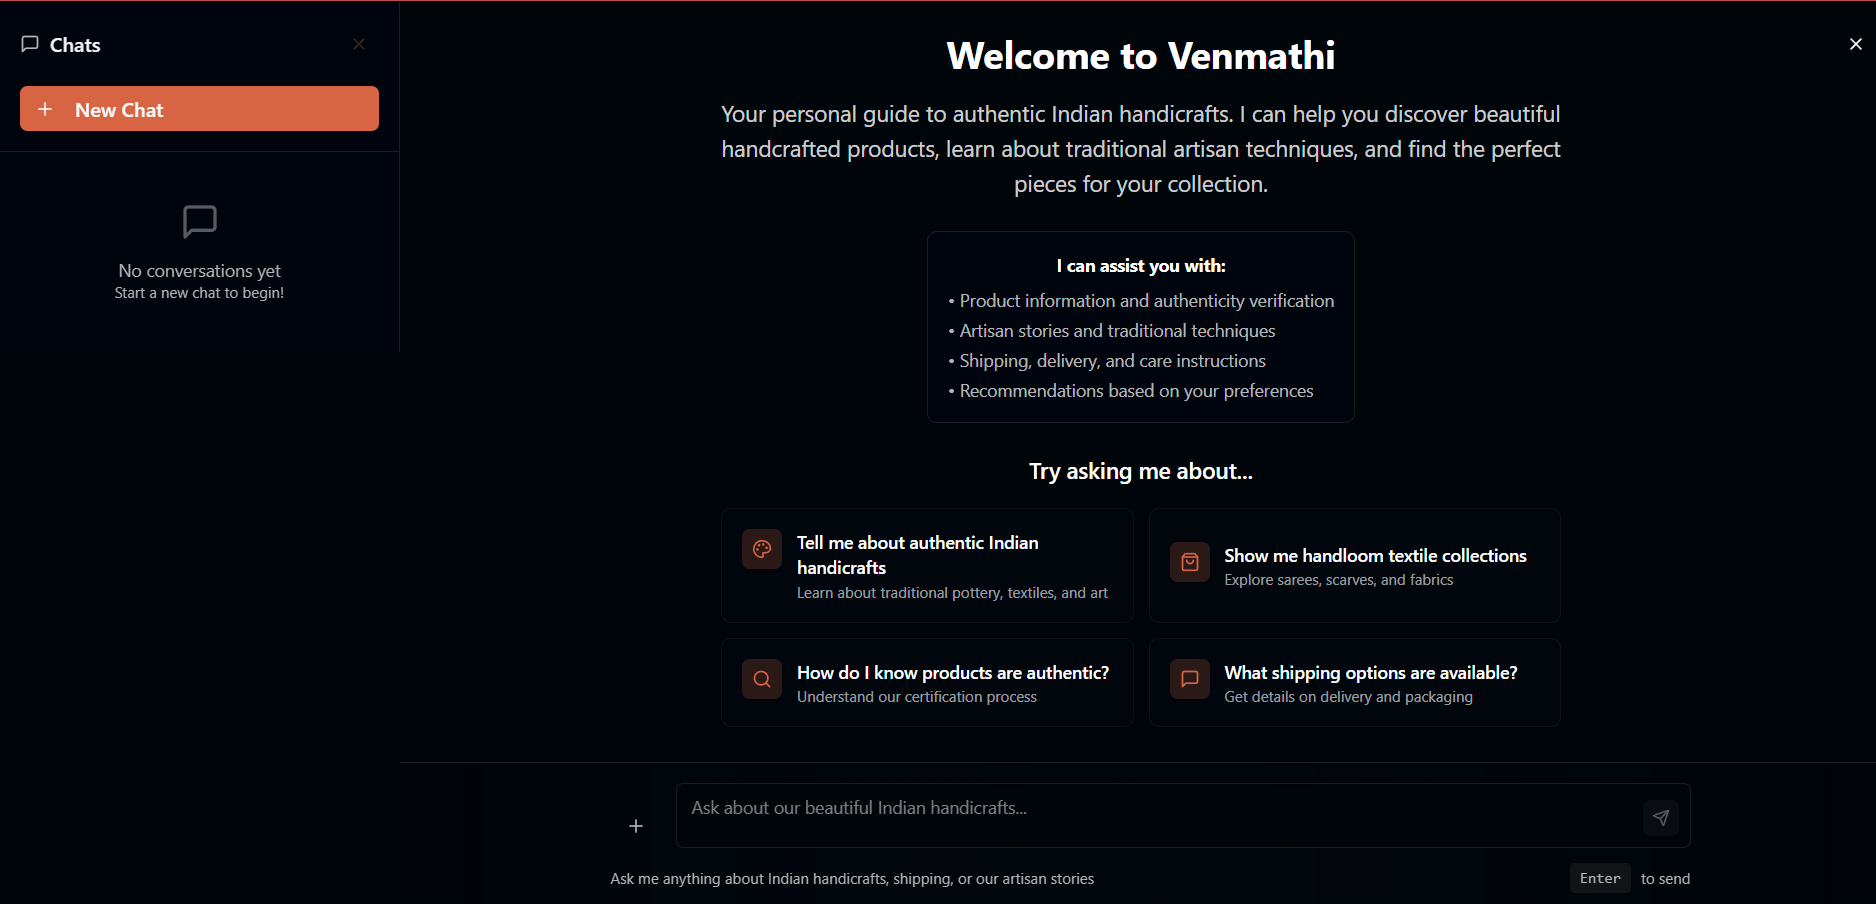 Chats
New Chat
No conversations yet
Start a new chat to begin!
Welcome to Venmathi
Your personal guide to authentic Indian handicrafts. I can help you discover beautiful
handcrafted products, learn about traditional artisan techniques, and find the perfect
pieces for your collection.
I can assist you with:
• Product information and authenticity verification
• Artisan stories and traditional techniques
• Shipping, delivery, and care instructions
• Recommendations based on your preferences
Try asking me about...
Tell me about authentic Indian
handicrafts
Learn about traditional pottery, textiles, and art
Show me handloom textile collections
Explore sarees, scarves, and fabrics
How do I know products are authentic?
Understand our certification process
What shipping options are available?
Get details on delivery and packaging
Ask about our beautiful Indian handicrafts...
Ask me anything about Indian handicrafts, shipping, or our artisan stories
Enter to send